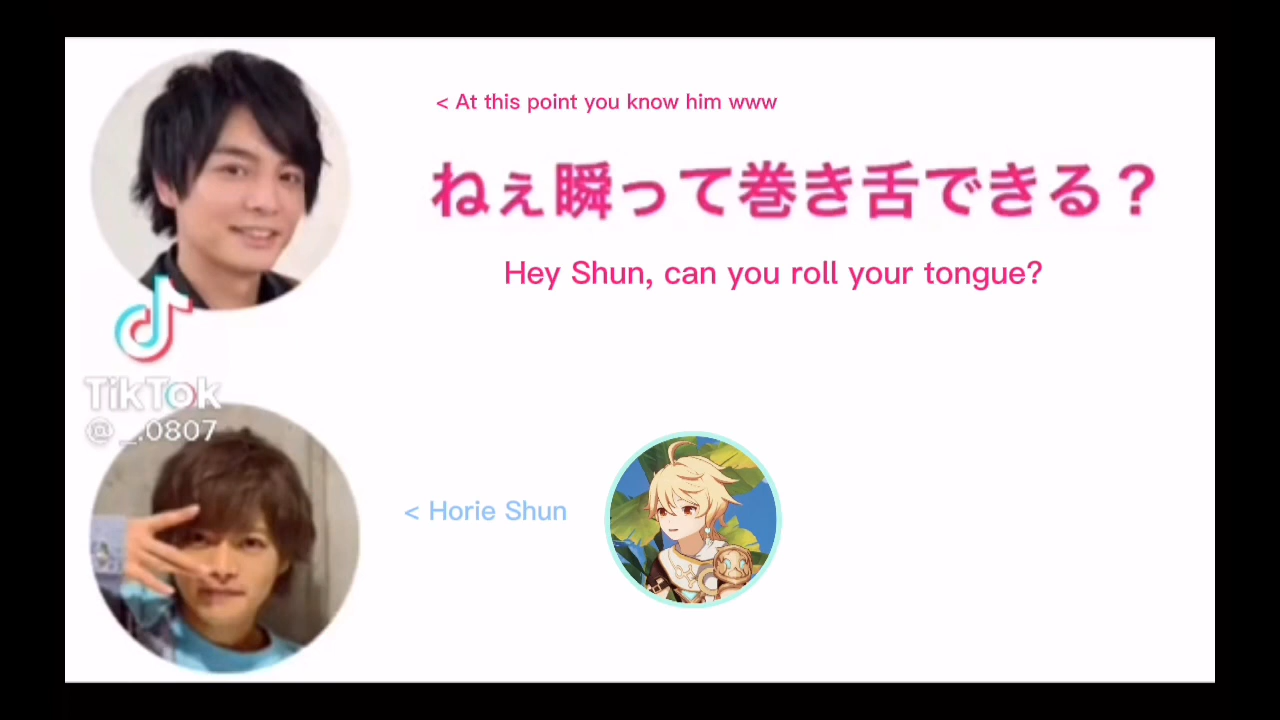 < At this point you know him www
ねぇ瞬って巻き舌できる？
Hey Shun, can you roll your tongue?
TikTok
@_.0807
< Horie Shun